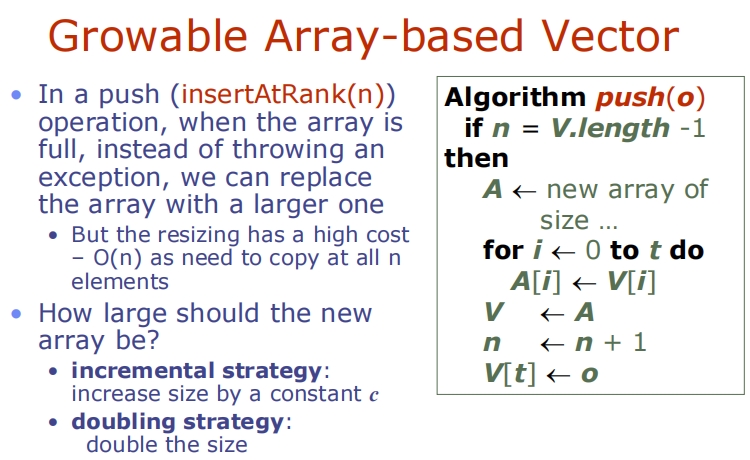 Growable Array-based Vector
• In a push (insertAtRank(n))
operation, when the array is
full, instead of throwing an
exception, we can replace
the array with a larger one
• But the resizing has a high cost
– O(n) as need to copy at all n
elements
• How large should the new
array be?
• incremental strategy:
increase size by a constant c
• doubling strategy:
double the size
Algorithm push(o)
if n = V.length -1
then
A ← new array of
size ...
for i ← 0 to t do
A[i] ← V[i]
V ← A
n ← n + 1
V[t] ← o